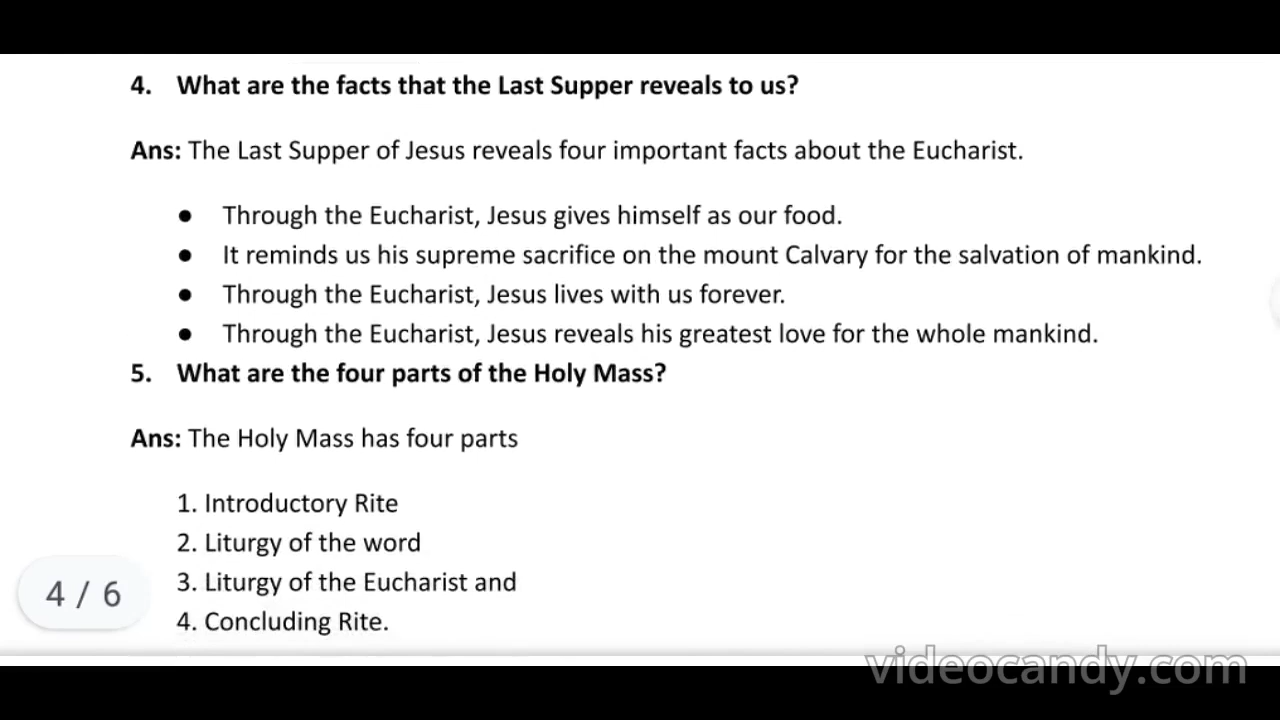 4. What are the facts that the Last Supper reveals to us?
Ans: The Last Supper of Jesus reveals four important facts about the Eucharist.
● Through the Eucharist, Jesus gives himself as our food.
● It reminds us his supreme sacrifice on the mount Calvary for the salvation of mankind.
● Through the Eucharist, Jesus lives with us forever.
● Through the Eucharist, Jesus reveals his greatest love for the whole mankind.
5. What are the four parts of the Holy Mass?
Ans: The Holy Mass has four parts
1. Introductory Rite
2. Liturgy of the word
3. Liturgy of the Eucharist and
4. Concluding Rite.
4 / 6
videocandy.com